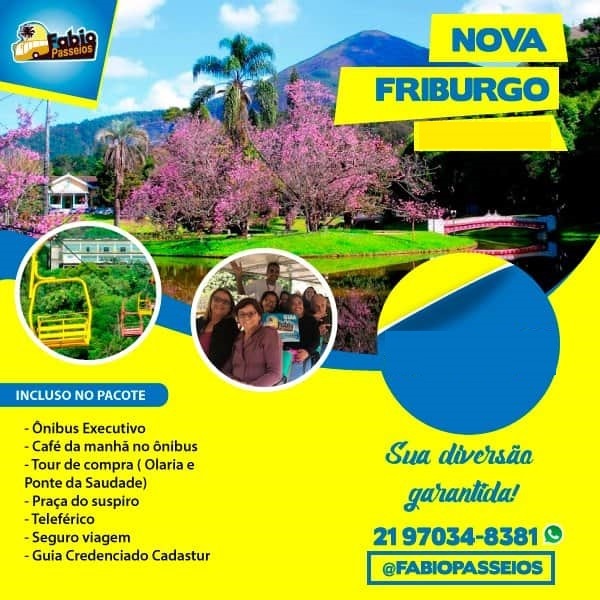 Fabio
Passeios
NOVA
FRIBURGO
INCLUSO NO PACOTE
- Ônibus Executivo
- Café da manhã no ônibus
- Tour de compra ( Olaria e
Ponte da Saudade)
- Praça do suspiro
- Teleférico
- Seguro viagem
- Guia Credenciado Cadastur
Sua diversão
garantida!
21 97034-8381
@FABIOPASSEIOS